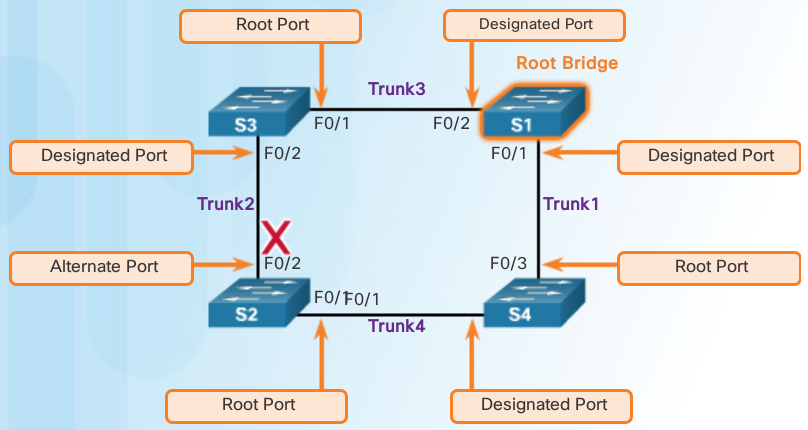 Root Port
Designated Port
Root Bridge
Trunk3
S3
S1
F0/1
F0/2
Designated Port
F0/2
F0/1
Designated Port
Trunk2
Trunk1
X
Alternate Port
F0/2
F0/3
Root Port
F0/1
F0/1
S2
S4
Trunk4
Root Port
Designated Port